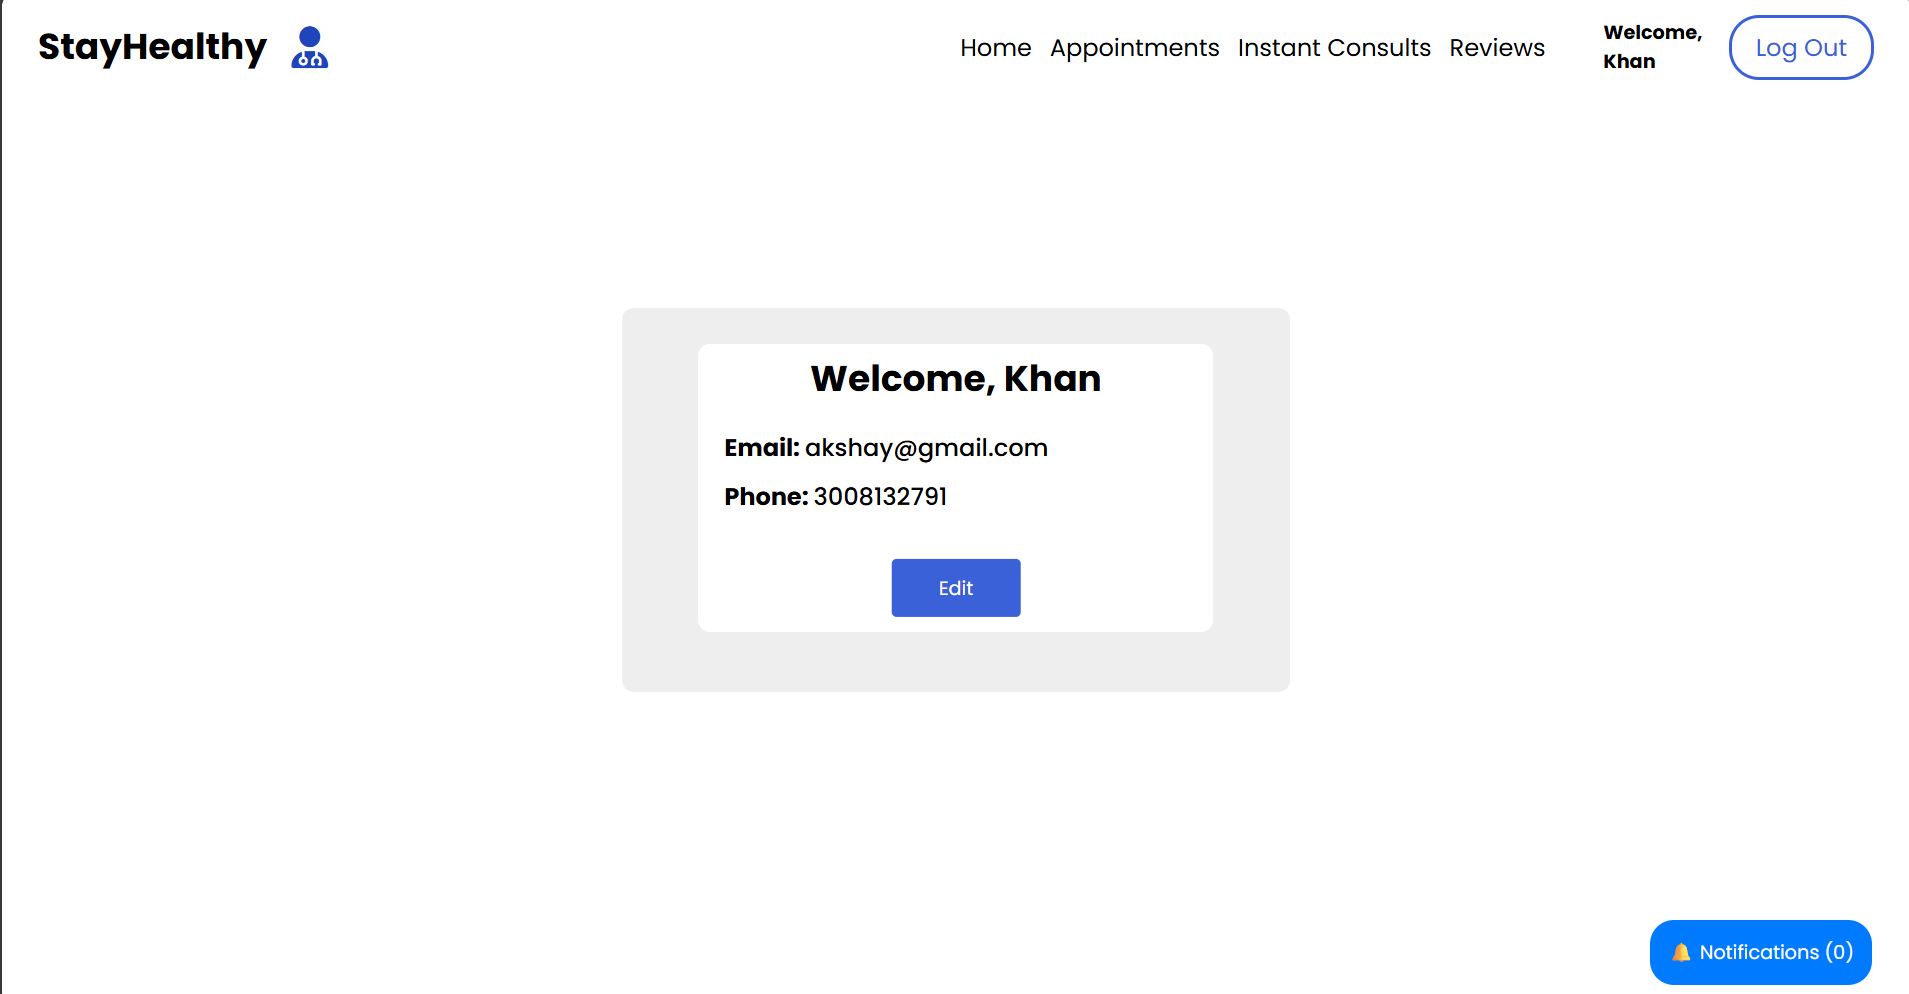 StayHealthy
Home Appointments Instant Consults Reviews
Welcome,
Khan
Log Out
Welcome, Khan
Email: akshay@gmail.com
Phone: 3008132791
Edit
🔔 Notifications (0)